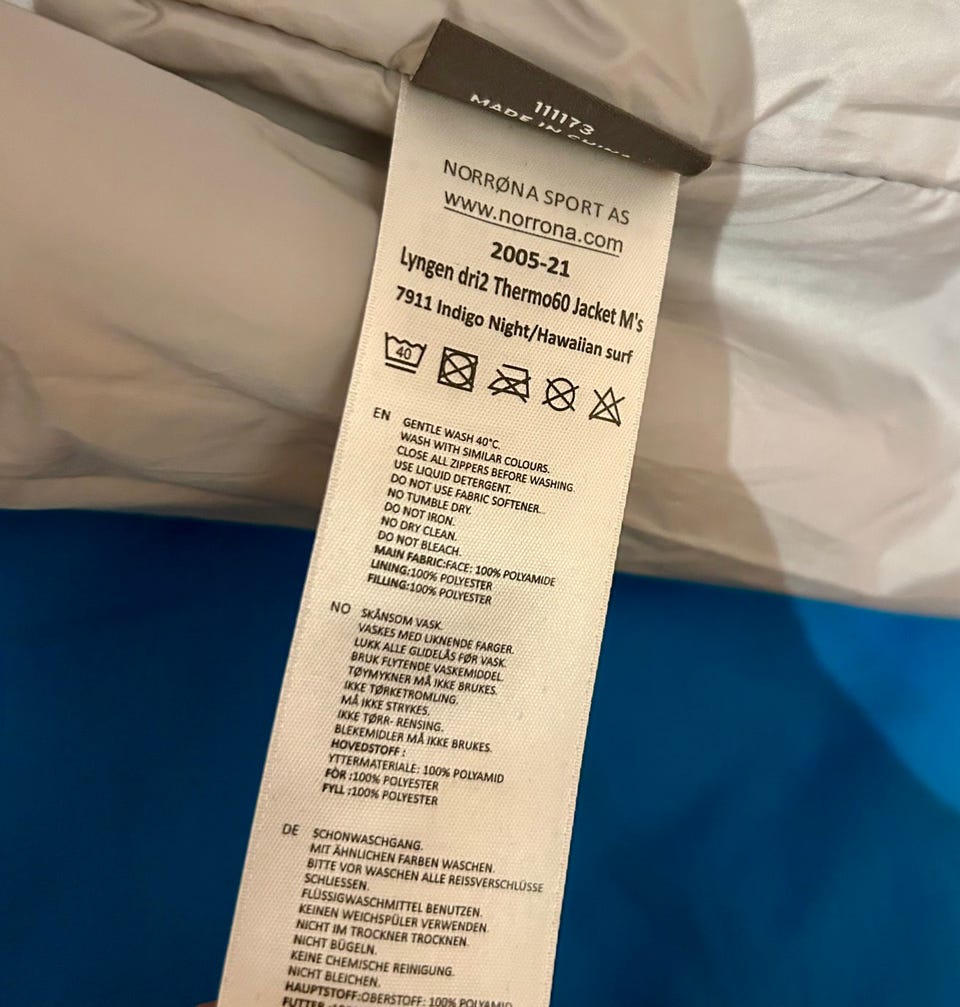 111173
MADE IN CHINA
NORRØNA SPORT AS
www.norrona.com
2005-21
Lyngen dri2 Thermo60 Jacket M's
7911 Indigo Night/Hawaiian surf
40
EN GENTLE WASH 40°C.
WASH WITH SIMILAR COLOURS.
CLOSE ALL ZIPPERS BEFORE WASHING.
USE LIQUID DETERGENT.
DO NOT USE FABRIC SOFTENER.
NO TUMBLE DRY.
DO NOT IRON.
NO DRY CLEAN.
DO NOT BLEACH.
MAIN FABRIC:FACE: 100% POLYAMIDE
LINING:100% POLYESTER
FILLING:100% POLYESTER
NO SKÅNSOM VASK.
VASKES MED LIKNENDE FARGER.
LUKK ALLE GLIDELÅS FØR VASK.
BRUK FLYTENDE VASKEMIDDEL.
TØYMYKNER MÅ IKKE BRUKES.
IKKE TØRKETROMLING.
MÅ IKKE STRYKES.
IKKE TØRR- RENSING.
BLEKEMIDLER MÅ IKKE BRUKES.
HOVEDSTOFF :
YTTERMATERIALE: 100% POLYAMID
FÒR :100% POLYESTER
FYLL :100% POLYESTER
DE SCHONWASCHGANG.
MIT ÄHNLICHEN FARBEN WASCHEN.
BITTE VOR WASCHEN ALLE REISSVERSCHLÜSSE
SCHLIESSEN.
FLÜSSIGWASCHMITTEL BENUTZEN.
KEINEN WEICHSPÜLER VERWENDEN.
NICHT IM TROCKNER TROCKNEN.
NICHT BÜGELN.
KEINE CHEMISCHE REINIGUNG.
NICHT BLEICHEN.
HAUPTSTOFF:OBERSTOFF: 100% POLYAMID
FUTTER